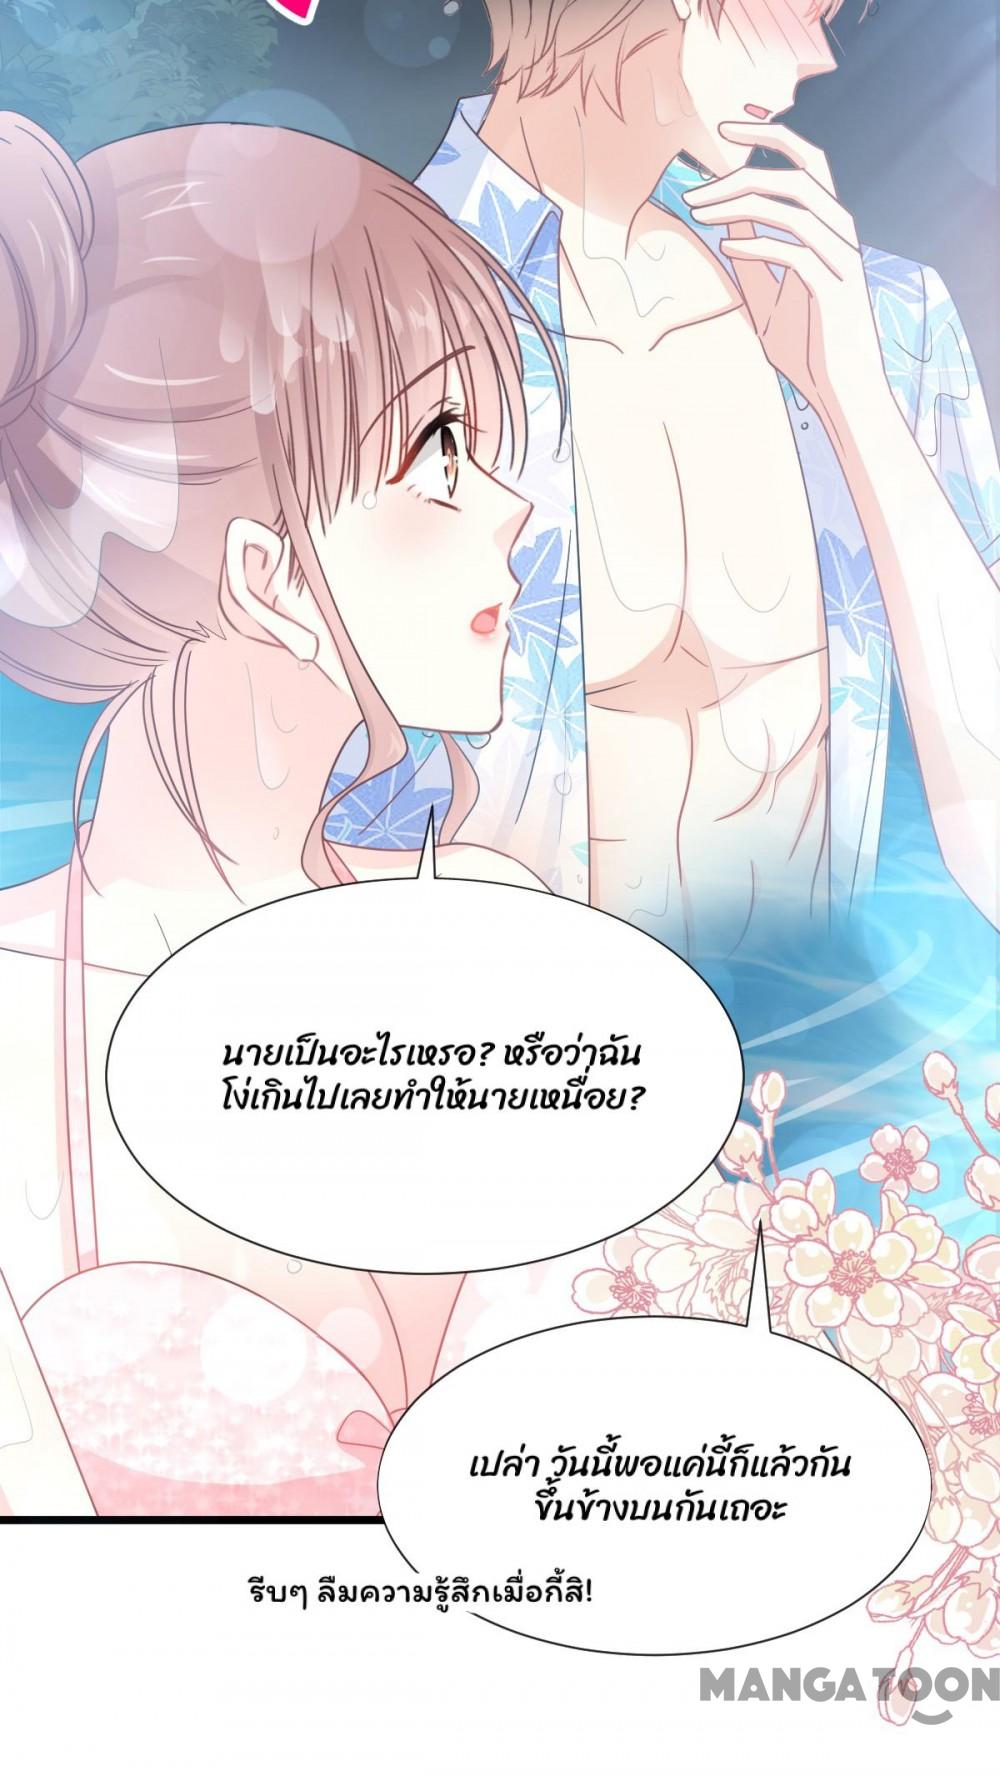 นายเป็นอะไรเหรอ? หรือว่าฉัน
โง่เกินไปเลยทำให้นายเหนื่อย?
เปล่า วันนี้พอแค่นี้ก็แล้วกัน
ขึ้นข้างบนกันเถอะ
รีบๆ ลืมความรู้สึกเมื่อกี้สิ!
MANGATOON